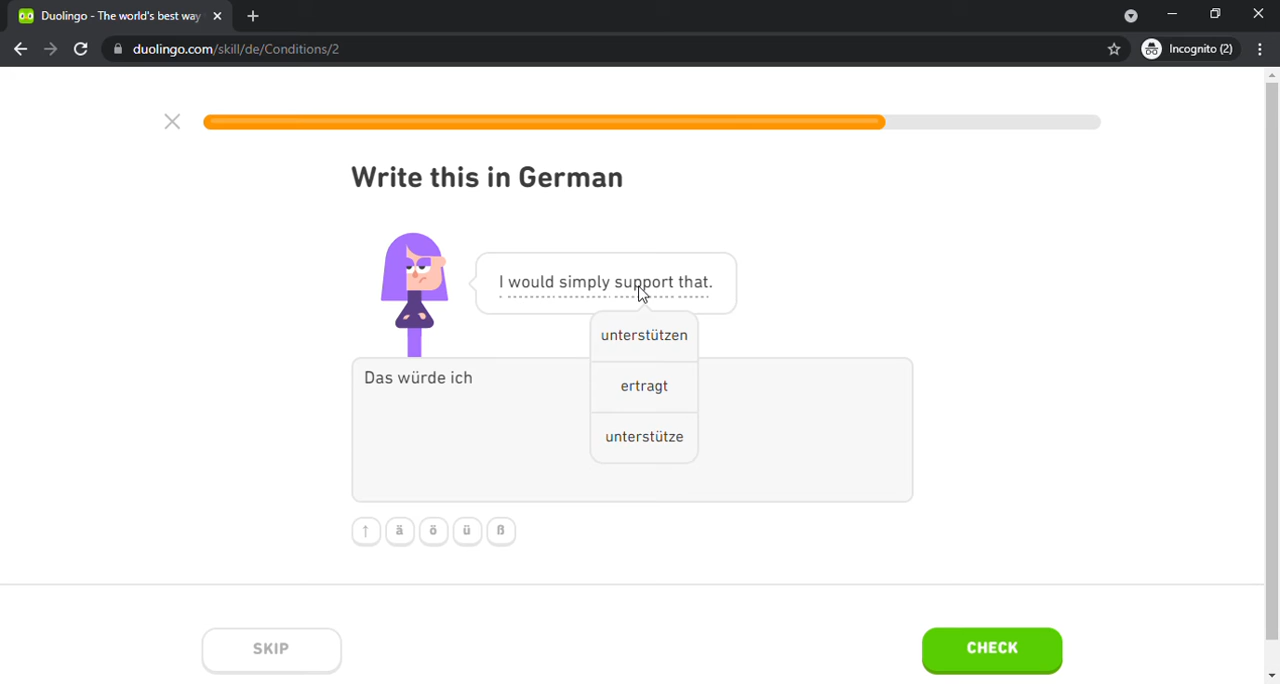 Duolingo - The world's best way
duolingo.com/skill/de/Conditions/2
Incognito (2)
Write this in German
I would simply support that.
unterstützen
ertragt
unterstütze
Das würde ich
↑ ä ö ü ß
SKIP
CHECK